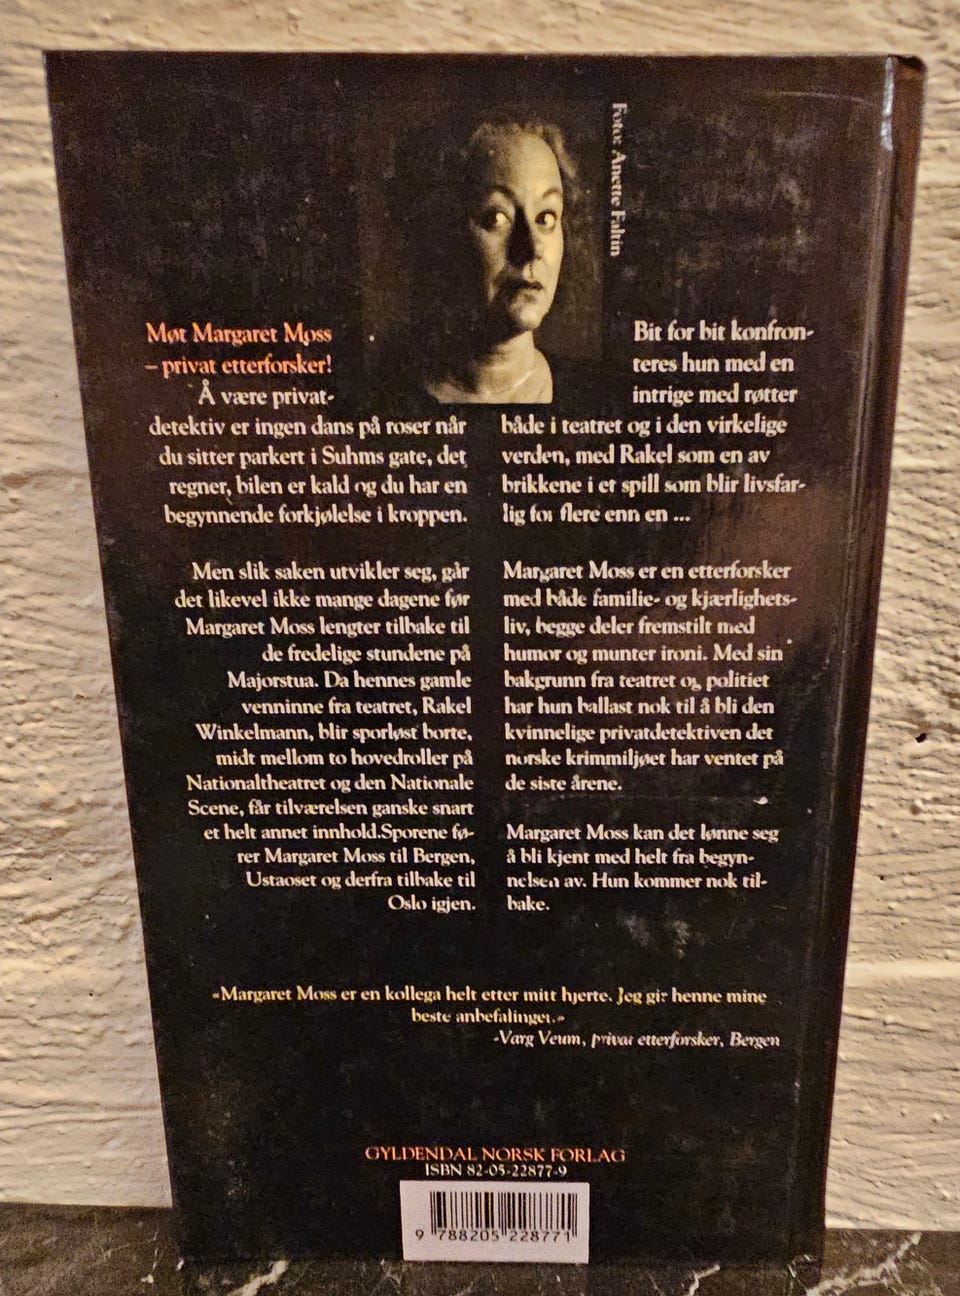 Foto: Anette Faltin
Møt Margaret Moss
– privat etterforsker!
Å være privat-
detektiv er ingen dans på roser når
du sitter parkert i Suhms gate, det
regner, bilen er kald og du har en
begynnende forkjølelse i kroppen.
Men slik saken utvikler seg, går
det likevel ikke mange dagene før
Margaret Moss lengter tilbake til
de fredelige stundene på
Majorstua. Da hennes gamle
venninne fra teatret, Rakel
Winkelmann, blir sporløst borte,
midt mellom to hovedroller på
Nationaltheatret og den Nationale
Scene, får tilværelsen ganske snart
et helt annet innhold.Sporene fø-
rer Margaret Moss til Bergen,
Ustaoset og derfra tilbake til
Oslo igjen.
Bit for bit konfron-
teres hun med en
intrige med røtter
både i teatret og i den virkelige
verden, med Rakel som en av
brikkene i et spill som blir livsfar-
lig for flere enn en ...
Margaret Moss er en etterforsker
med både familie- og kjærlighets-
liv, begge deler fremstilt med
humor og munter ironi. Med sin
bakgrunn fra teatret og politiet
har hun ballast nok til å bli den
kvinnelige privatdetektiven det
norske krimmiljøet har ventet på
de siste årene.
Margaret Moss kan det lønne seg
å bli kjent med helt fra begyn-
nelsen av. Hun kommer nok til-
bake.
«Margaret Moss er en kollega helt etter mitt hjerte. Jeg gir henne mine
beste anbefalinger.»
-Varg Veum, privat etterforsker, Bergen
GYLDENDAL NORSK FORLAG
ISBN 82-05-22877-9
9 788205 228771